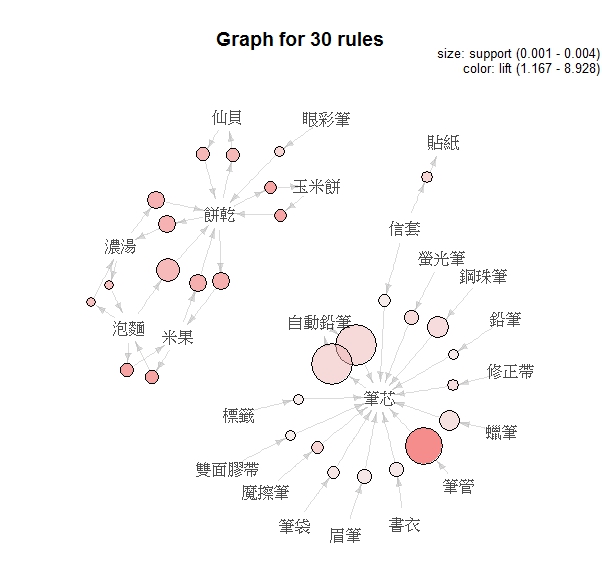 Graph for 30 rules
size: support (0.001 - 0.004)
color: lift (1.167 - 8.928)
仙貝
眼彩筆
貼紙
玉米餅
餅乾
信套
濃湯
螢光筆
鋼珠筆
泡麵
自動鉛筆
鉛筆
米果
修正帶
筆芯
標籤
蠟筆
雙面膠帶
魔擦筆
筆管
筆袋
書衣
眉筆